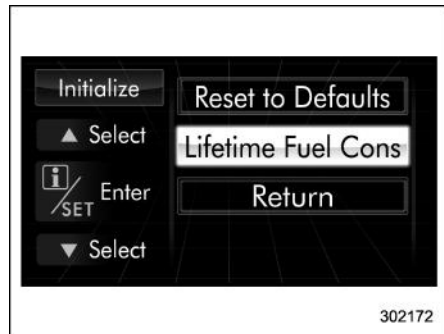 Initialize
▲ Select
i/SET Enter
▼ Select
Reset to Defaults
Lifetime Fuel Cons
Return
302172